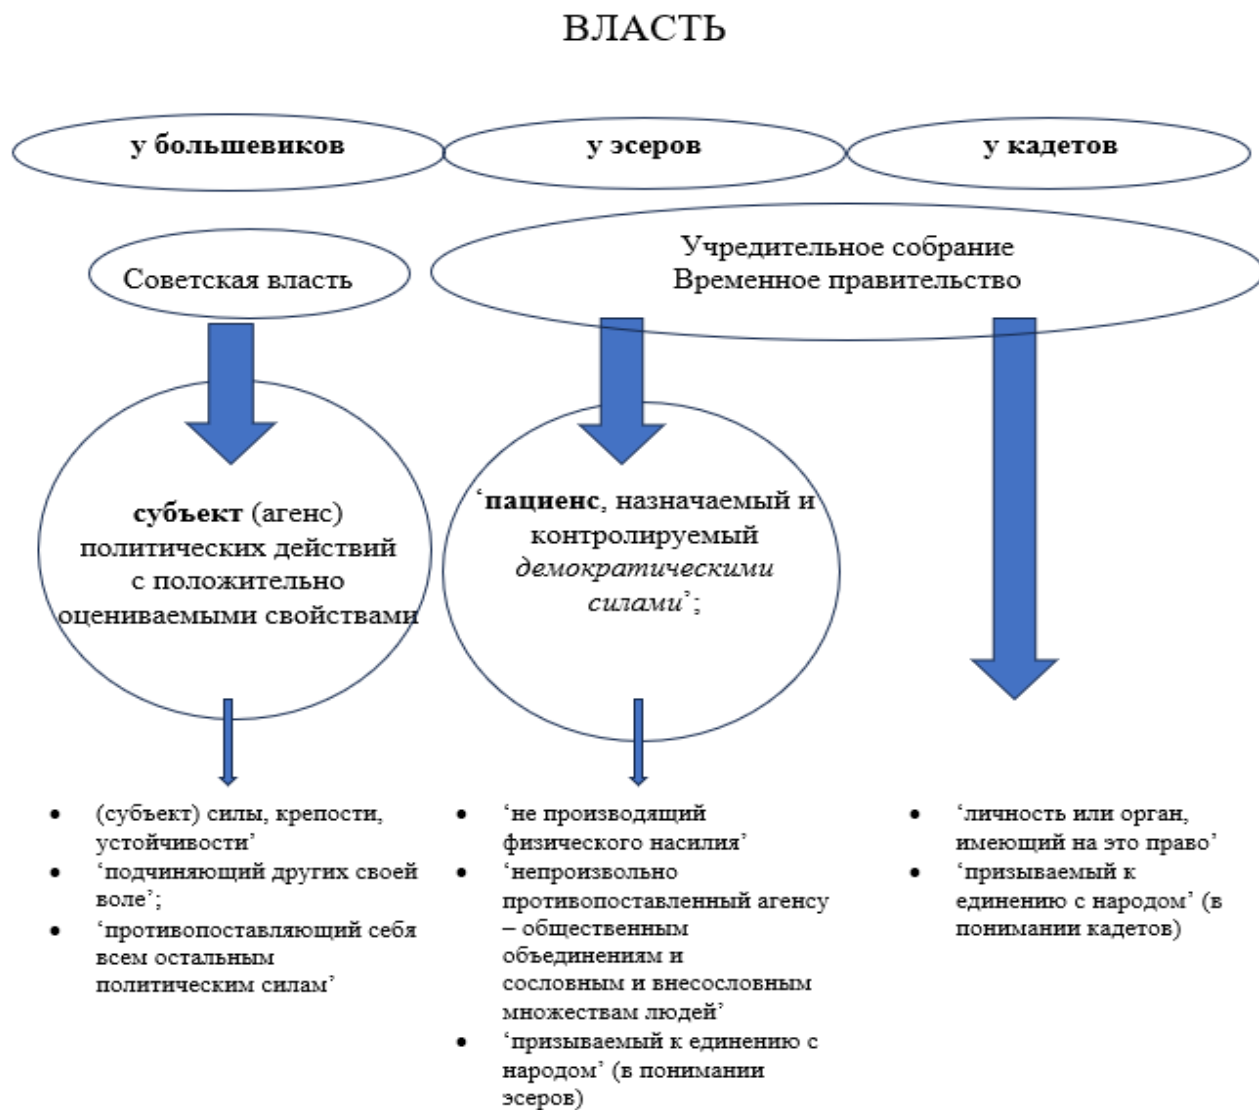 ВЛАСТЬ
у большевиков
у эсеров
у кадетов
Советская власть
Учредительное собрание
Временное правительство
субъект (агенс)
политических действий
с положительно
оцениваемыми свойствами
‘пациенс, назначаемый и
контролируемый
демократическими
силами’;
• (субъект) силы, крепости,
устойчивости’
• ‘подчиняющий других своей
воле’;
• ‘противопоставляющий себя
всем остальным
политическим силам’
• ‘не производящий
физического насилия’
• ‘непроизвольно
противопоставленный агенсу
– общественным
объединениям и
сословным и внесословным
множествам людей’
• ‘призываемый к единению с
народом’ (в понимании
эсеров)
• ‘личность или орган,
имеющий на это право’
• ‘призываемый к
единению с народом’ (в
понимании кадетов)